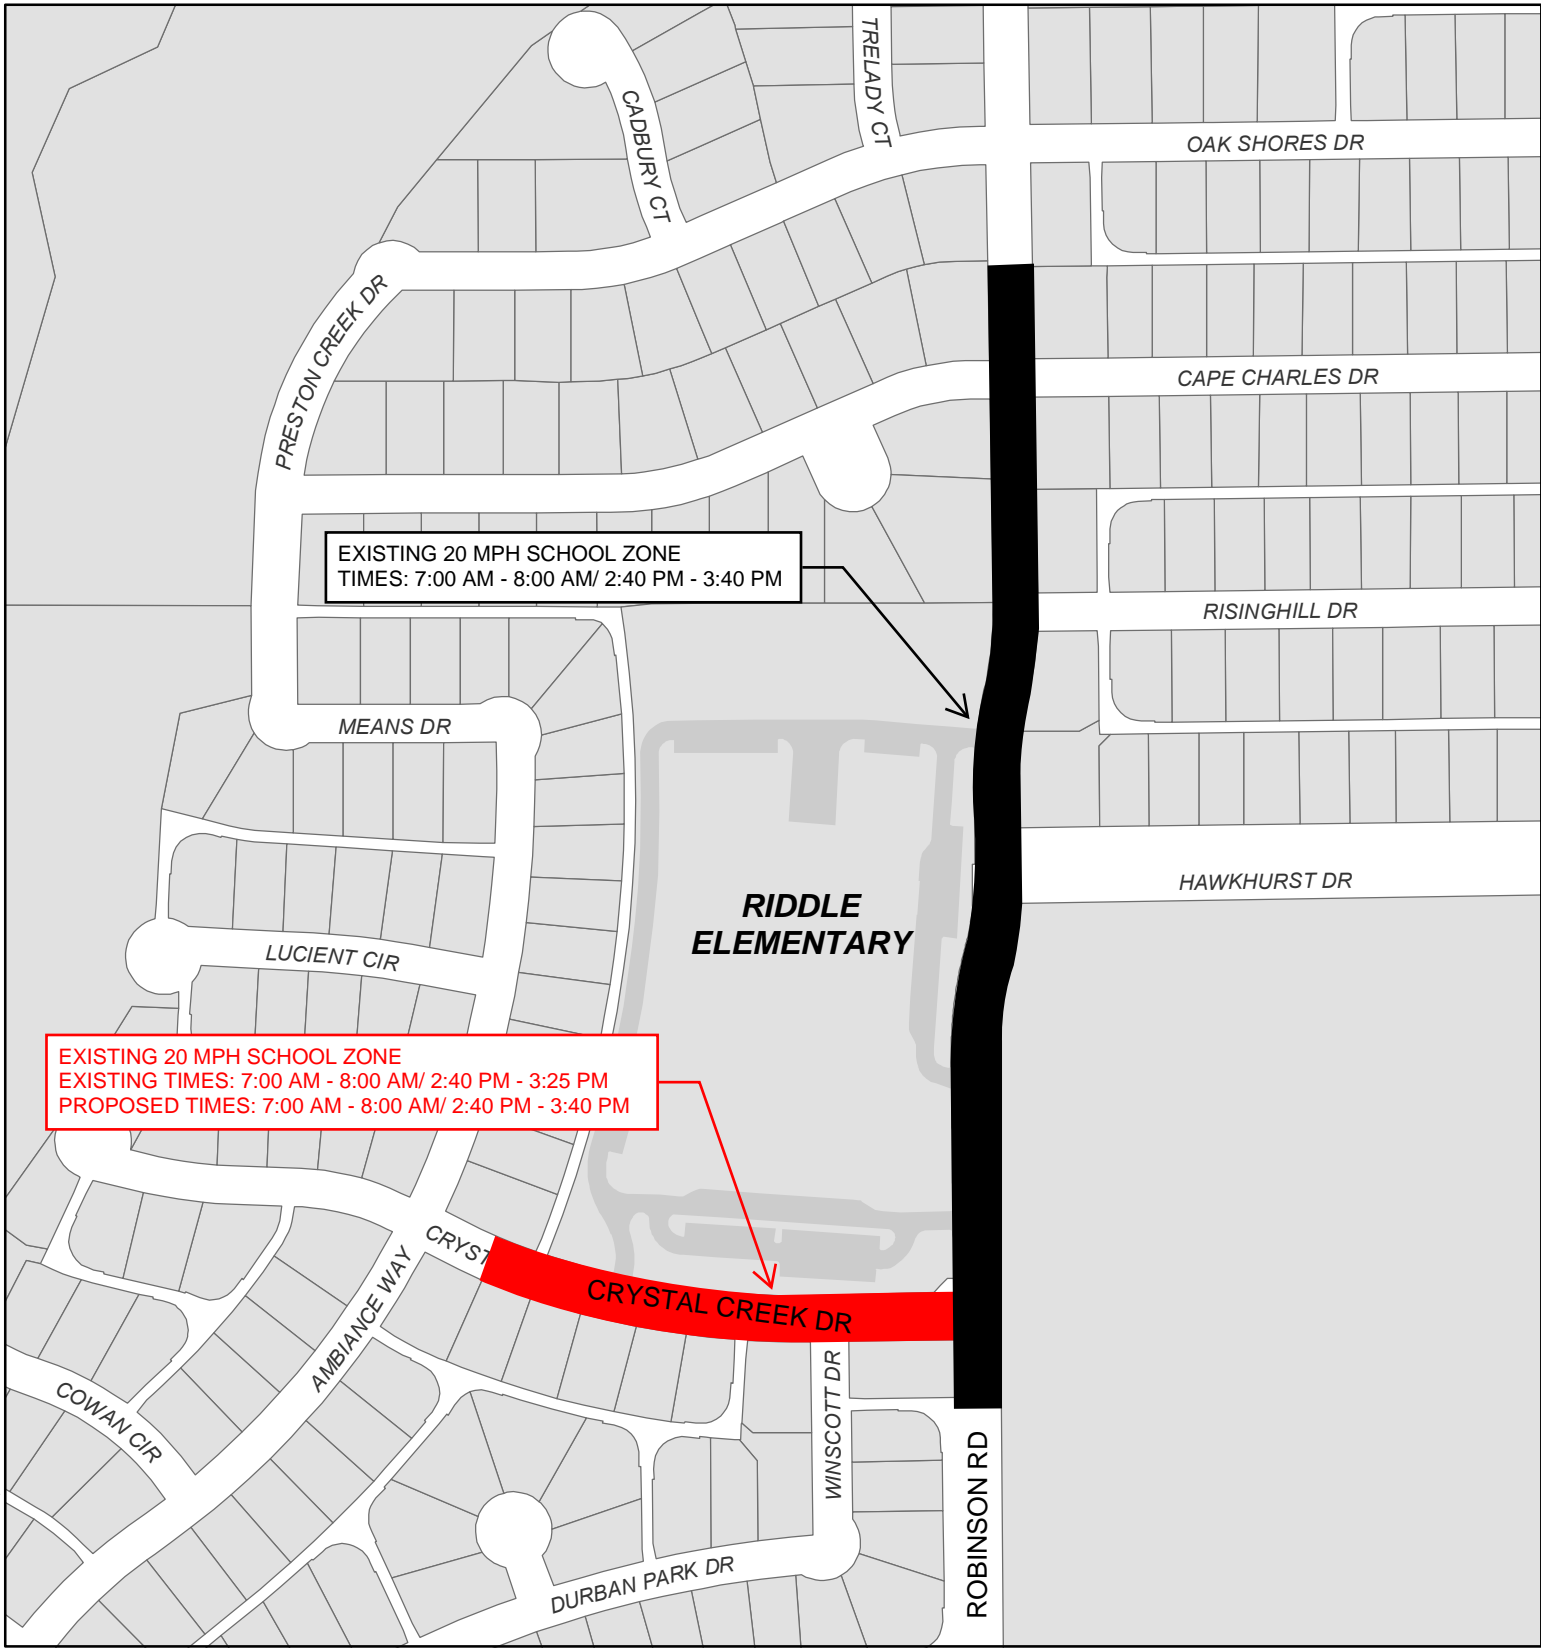 TRELADY CT
CADBURY CT
OAK SHORES DR
PRESTON CREEK DR
CAPE CHARLES DR
EXISTING 20 MPH SCHOOL ZONE
TIMES: 7:00 AM - 8:00 AM/ 2:40 PM - 3:40 PM
RISINGHILL DR
MEANS DR
HAWKHURST DR
RIDDLE
ELEMENTARY
LUCIENT CIR
EXISTING 20 MPH SCHOOL ZONE
EXISTING TIMES: 7:00 AM - 8:00 AM/ 2:40 PM - 3:25 PM
PROPOSED TIMES: 7:00 AM - 8:00 AM/ 2:40 PM - 3:40 PM
CRYST
CRYSTAL CREEK DR
AMBIANCE WAY
COWAN CIR
WINSCOTT DR
ROBINSON RD
DURBAN PARK DR